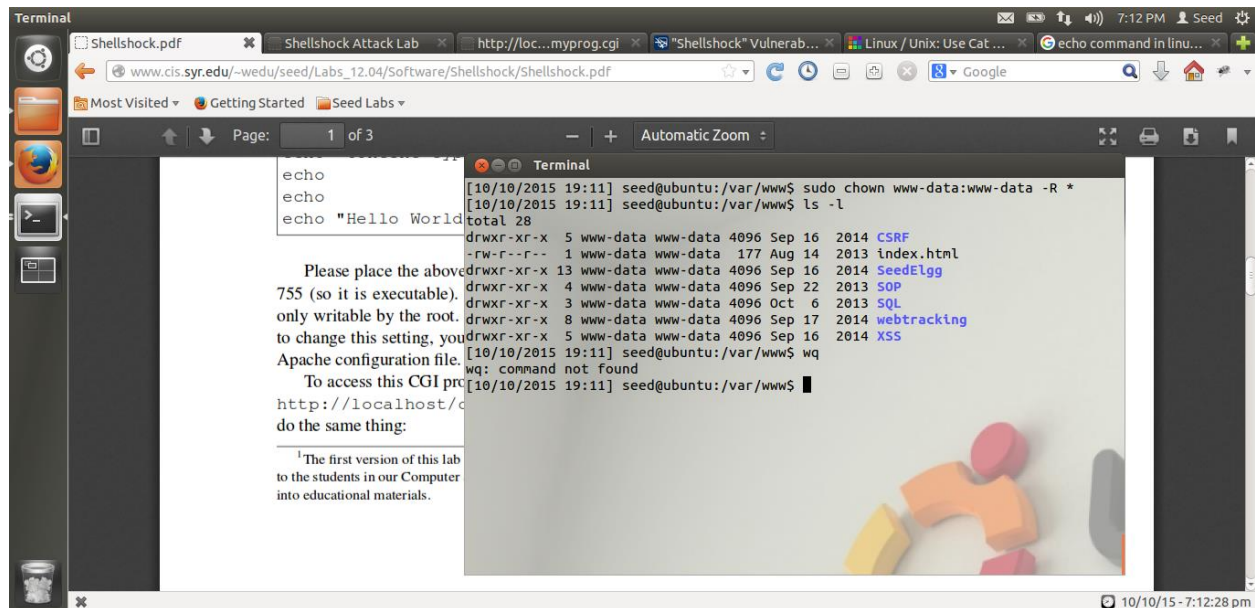 Terminal
7:12 PM Seed
Shellshock.pdf
Shellshock Attack Lab
http://loc...myprog.cgi
"Shellshock" Vulnerab...
Linux / Unix: Use Cat ...
echo command in linu...
www.cis.syr.edu/~wedu/seed/Labs_12.04/Software/Shellshock/Shellshock.pdf
Google
Most Visited
Getting Started
Seed Labs
Page: 1 of 3
Automatic Zoom
echo
echo
echo "Hello World
Please place the above
755 (so it is executable).
only writable by the root.
to change this setting, you
Apache configuration file.
To access this CGI pro
http://localhost/c
do the same thing:
1The first version of this lab
to the students in our Computer
into educational materials.
Terminal
[10/10/2015 19:11] seed@ubuntu:/var/www$ sudo chown www-data:www-data -R *
[10/10/2015 19:11] seed@ubuntu:/var/www$ ls -l
total 28
drwxr-xr-x 5 www-data www-data 4096 Sep 16 2014 CSRF
-rw-r--r-- 1 www-data www-data 177 Aug 14 2013 index.html
drwxr-xr-x 13 www-data www-data 4096 Sep 16 2014 SeedElgg
drwxr-xr-x 4 www-data www-data 4096 Sep 22 2013 SOP
drwxr-xr-x 3 www-data www-data 4096 Oct 6 2013 SQL
drwxr-xr-x 8 www-data www-data 4096 Sep 17 2014 webtracking
drwxr-xr-x 5 www-data www-data 4096 Sep 16 2014 XSS
[10/10/2015 19:11] seed@ubuntu:/var/www$ wq
wq: command not found
[10/10/2015 19:11] seed@ubuntu:/var/www$
10/10/15 - 7:12:28 pm